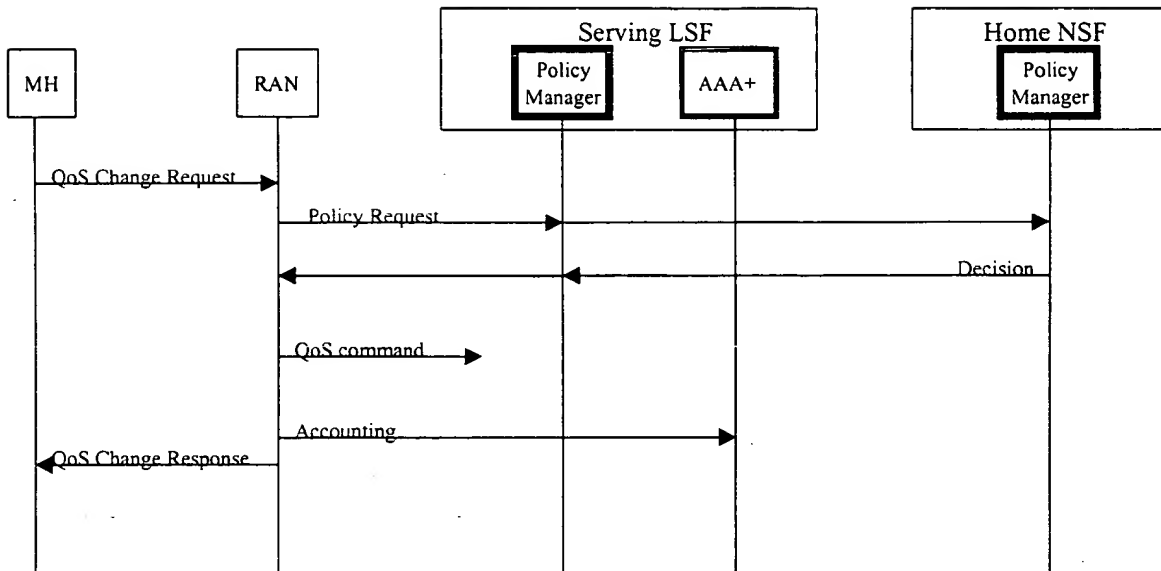 Serving LSF
Home NSF
MH
RAN
Policy
Manager
AAA+
Policy
Manager
QoS Change Request
Policy Request
Decision
QoS command
Accounting
QoS Change Response